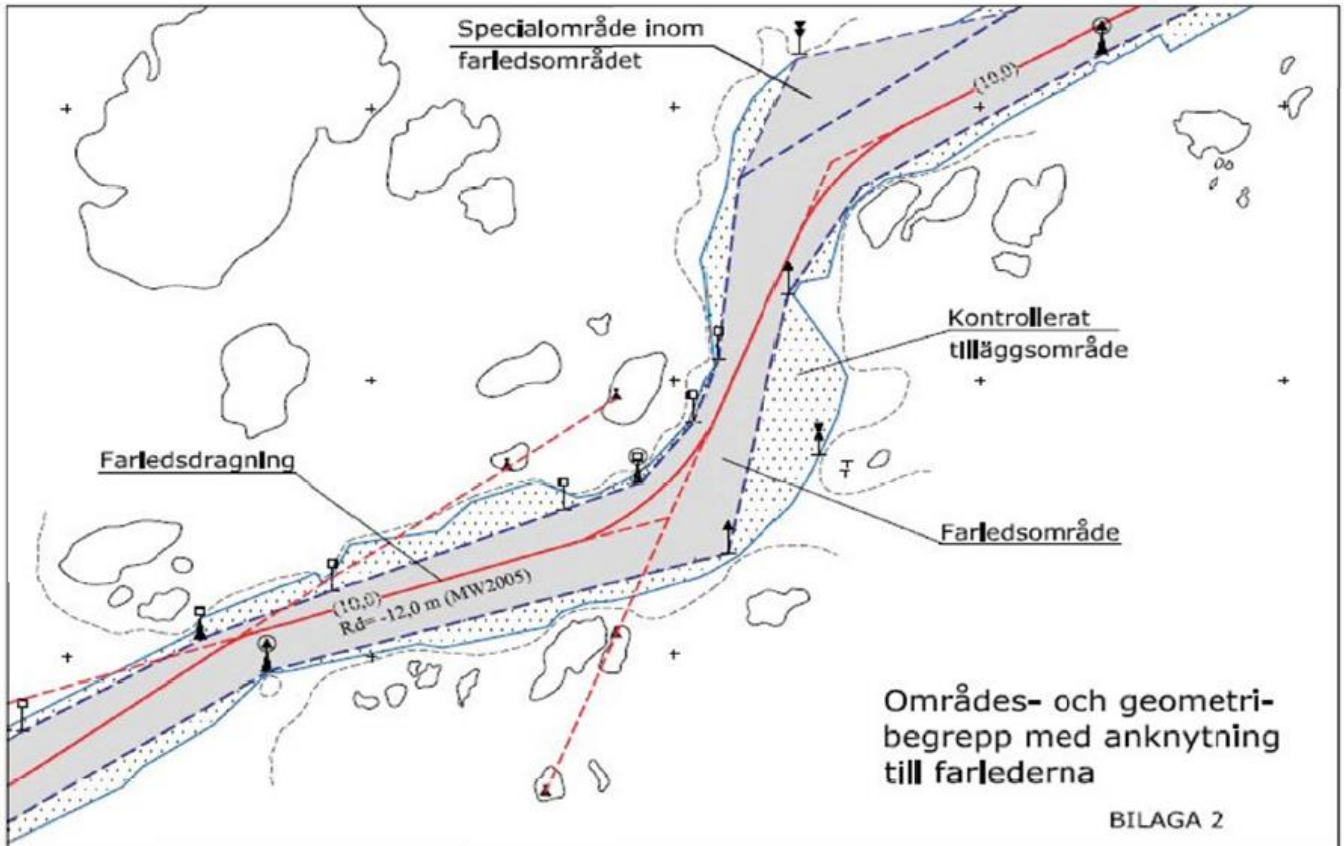 Specialområde inom
farledsområdet
(10,0)
Kontrollerat
tilläggsområde
Farledsdragning
Farledsområde
(10,0)
Rd= -12,0 m (MW2005)
Områdes- och geometri-
begrepp med anknytning
till farlederna
BILAGA 2